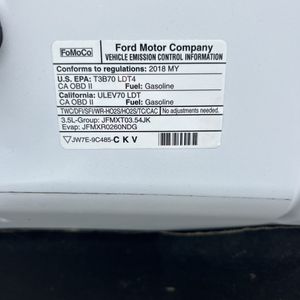 FoMoCo
Ford Motor Company
VEHICLE EMISSION CONTROL INFORMATION
Conforms to regulations: 2018 MY
U.S. EPA: T3B70 LDT4
CA OBD II Fuel: Gasoline
California: ULEV70 LDT
CA OBD II Fuel: Gasoline
TWC/DFI/SFI/WR-HO2S/HO2S/TC/CAC No adjustments needed.
3.5L-Group: JFMXT03.54JK
Evap: JFMXR0260NDG
JW7E-9C485-CKV